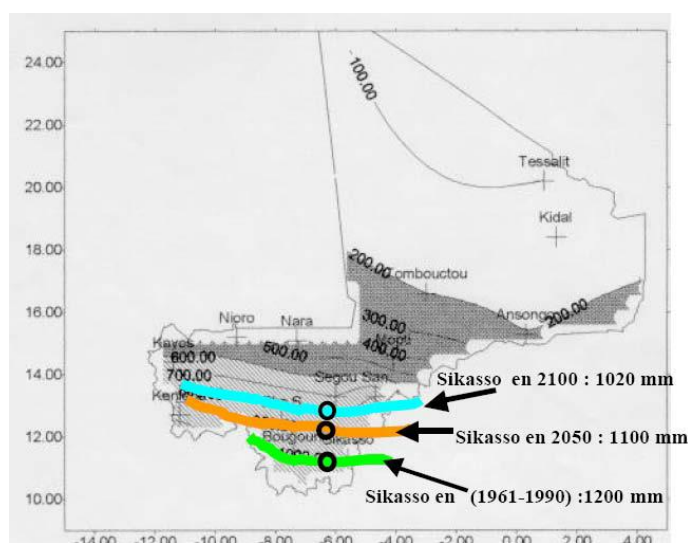 24.00
22.00
20.00
18.00
16.00
14.00
12.00
10.00
100.00
Tessalit
Kidal
200.00
Tombouctou
Ansongo
200.00
300.00
Nioro
Nara
400.00
500.00
Kayes
600.00
700.00
Segou
San
Sikasso en 2100 : 1020 mm
Sikasso en 2050 : 1100 mm
Sikasso
Sikasso en (1961-1990) :1200 mm
-14.00
-12.00
-10.00
-8.00
-6.00
-4.00
-2.00
0.00
2.00
4.00